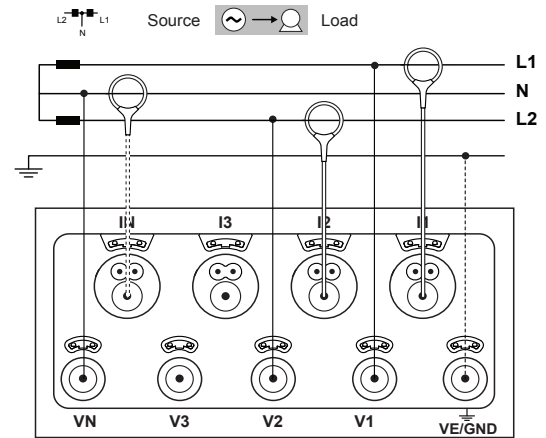 L2 L1
N
Source Load
L1
N
L2
IN I3 I2 I1
VN V3 V2 V1 VE/GND